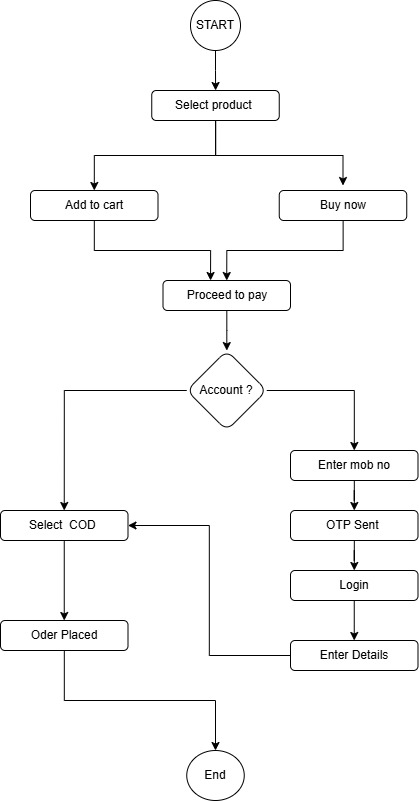 START
Select product
Add to cart
Buy now
Proceed to pay
Account ?
Enter mob no
Select  COD
OTP Sent
Login
Oder Placed
Enter Details
End